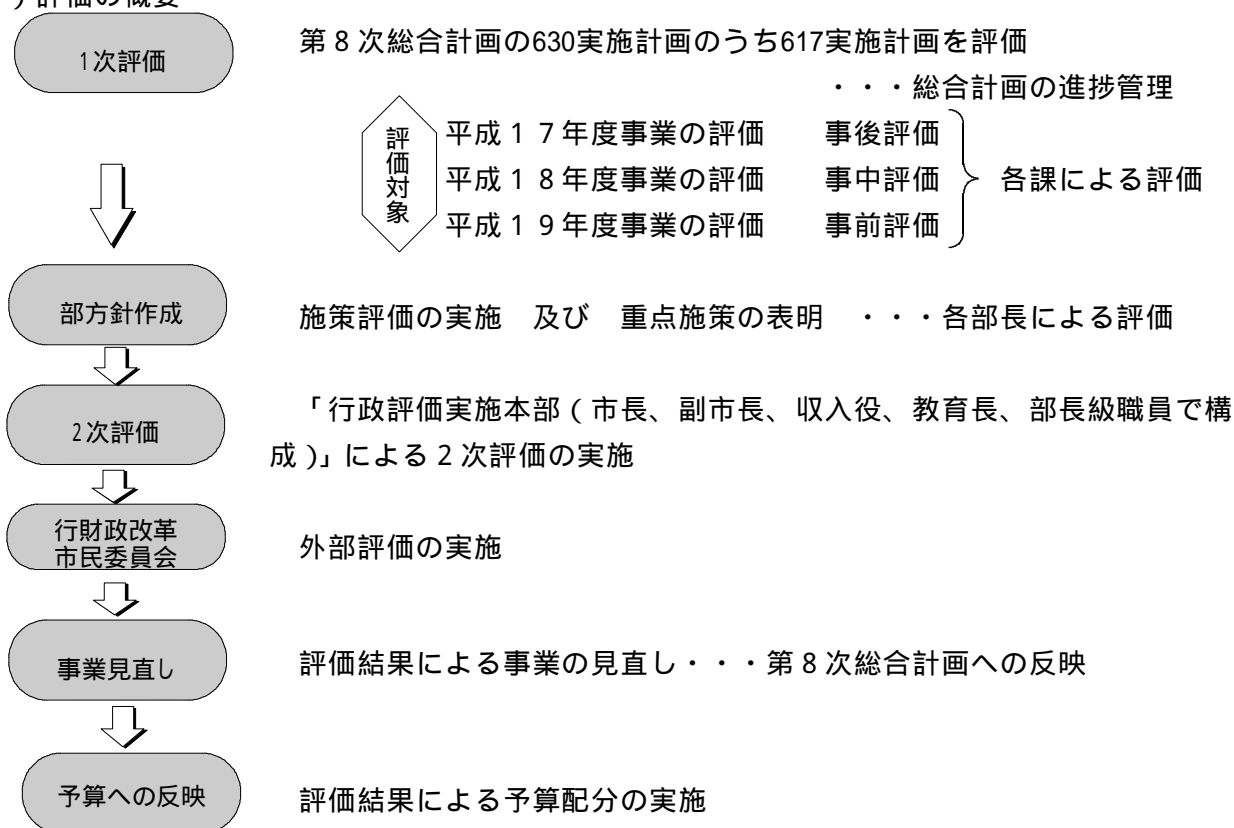 ）評価の概要
1次評価
第８次総合計画の630実施計画のうち617実施計画を評価
・・・総合計画の進捗管理
評価対象
平成１７年度事業の評価　事後評価
平成１８年度事業の評価　事中評価　各課による評価
平成１９年度事業の評価　事前評価
部方針作成
施策評価の実施　及び　重点施策の表明　・・・各部長による評価
2次評価
「行政評価実施本部（市長、副市長、収入役、教育長、部長級職員で構
成）」による２次評価の実施
行財政改革
市民委員会
外部評価の実施
事業見直し
評価結果による事業の見直し・・・第８次総合計画への反映
予算への反映
評価結果による予算配分の実施